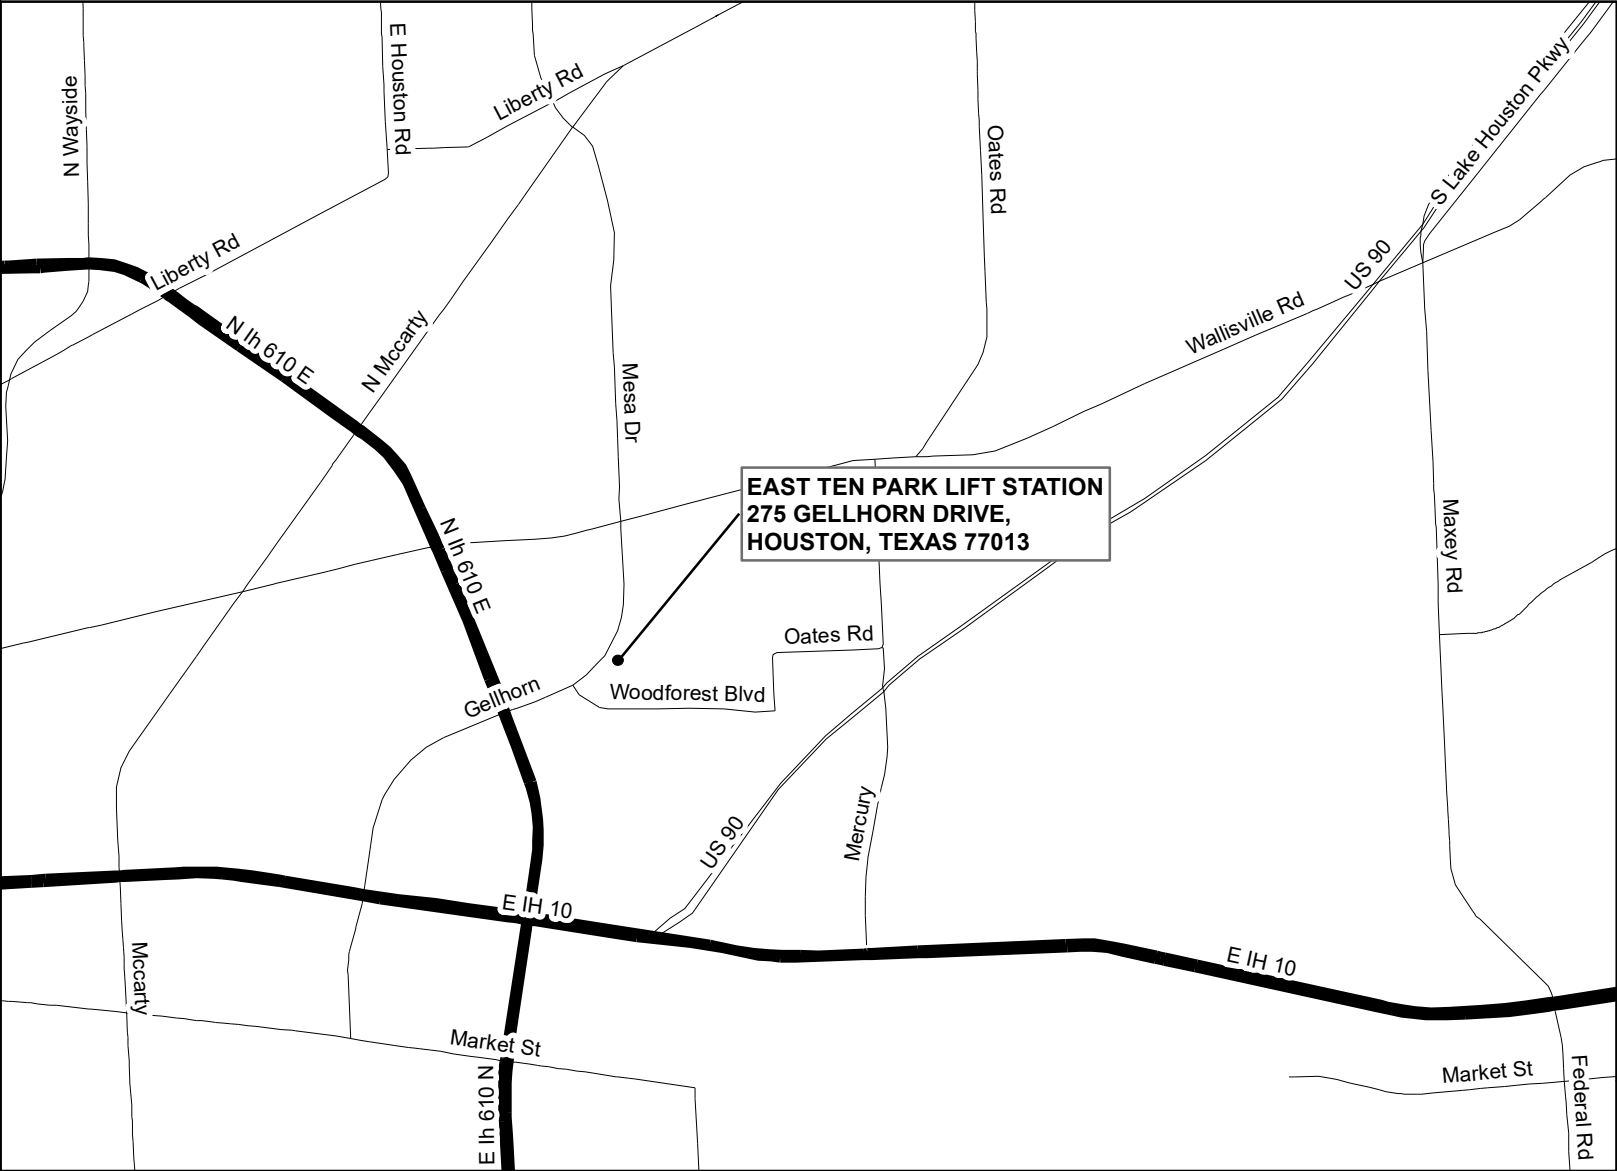 E Houston Rd
N Wayside
Liberty Rd
S Lake Houston Pkwy
Oates Rd
Liberty Rd
US 90
N Ih 610 E
N Mccarty
Wallisville Rd
Mesa Dr
EAST TEN PARK LIFT STATION
275 GELLHORN DRIVE,
HOUSTON, TEXAS 77013
N Ih 610 E
Maxey Rd
Oates Rd
Gellhorn
Woodforest Blvd
US 90
Mercury
E IH 10
Mccarty
E IH 10
Market St
E Ih 610 N
Market St
Federal Rd